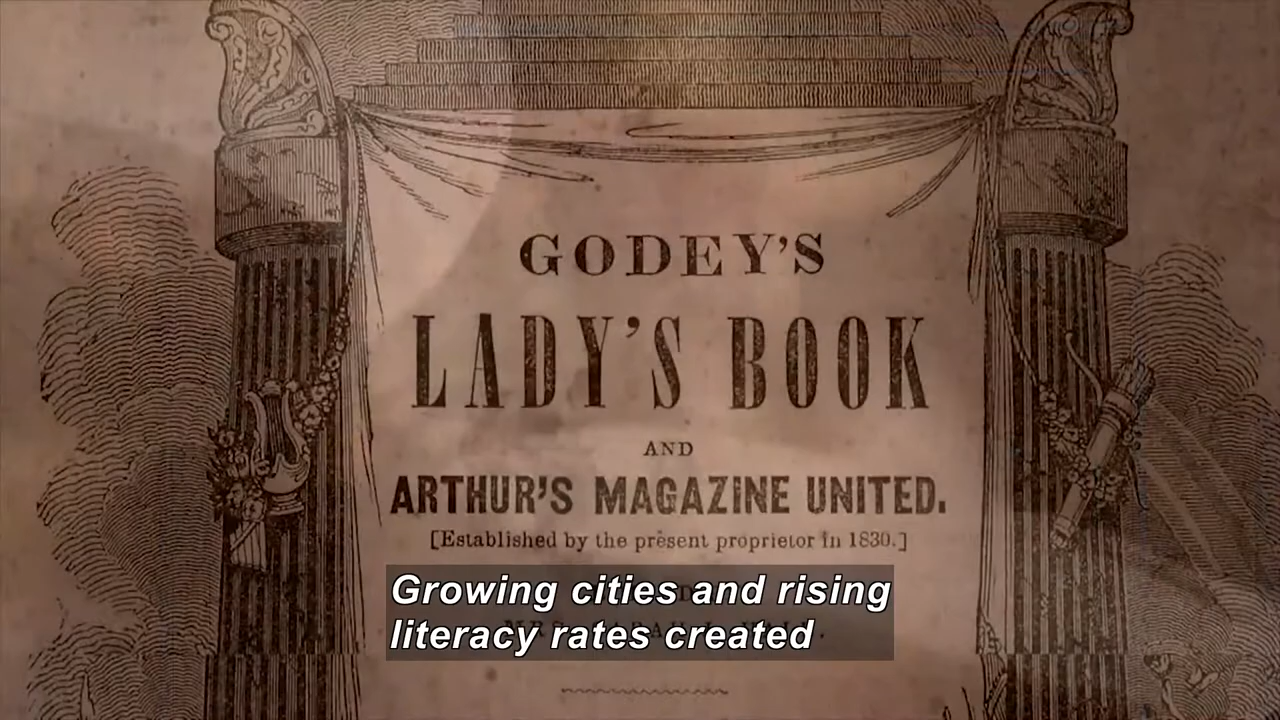 GODEY'S
LADY'S BOOK
AND
ARTHUR'S MAGAZINE UNITED.
[Established by the present proprietor in 1830.]
Growing cities and rising
literacy rates created